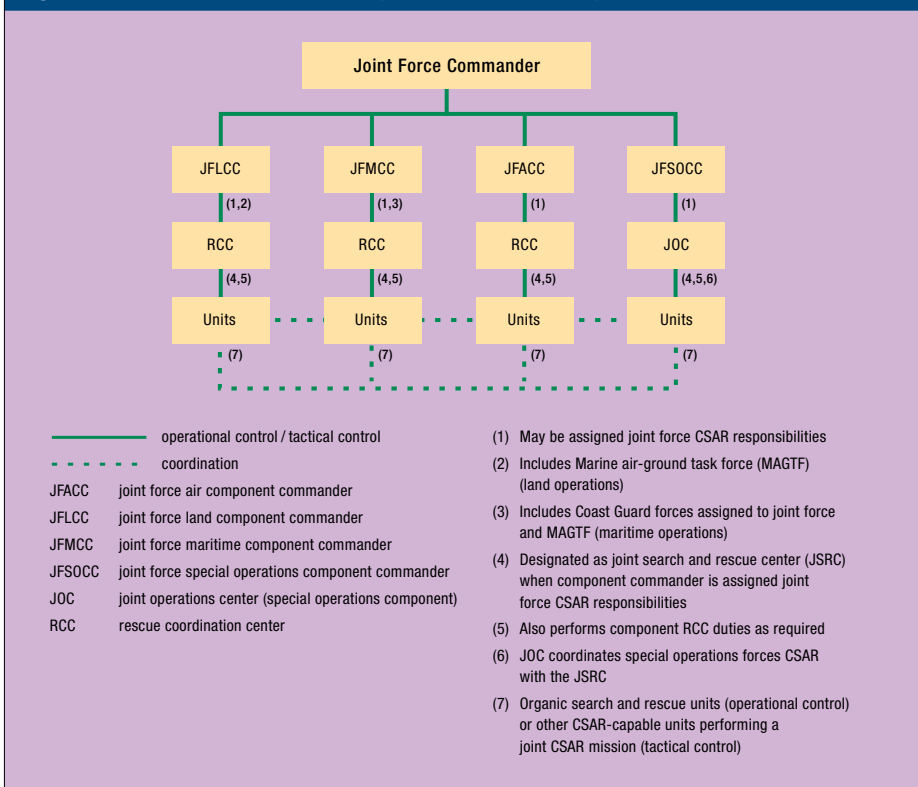 Joint Force Commander
JFLCC JFMCC JFACC JFSOCC
(1,2) (1,3) (1) (1)
RCC RCC RCC JOC
(4,5) (4,5) (4,5) (4,5,6)
Units Units Units Units
(7) (7) (7) (7)
operational control / tactical control
coordination
JFACC joint force air component commander
JFLCC joint force land component commander
JFMCC joint force maritime component commander
JFSOCC joint force special operations component commander
JOC joint operations center (special operations component)
RCC rescue coordination center
(1) May be assigned joint force CSAR responsibilities
(2) Includes Marine air-ground task force (MAGTF)
(land operations)
(3) Includes Coast Guard forces assigned to joint force
and MAGTF (maritime operations)
(4) Designated as joint search and rescue center (JSRC)
when component commander is assigned joint
force CSAR responsibilities
(5) Also performs component RCC duties as required
(6) JOC coordinates special operations forces CSAR
with the JSRC
(7) Organic search and rescue units (operational control)
or other CSAR-capable units performing a
joint CSAR mission (tactical control)